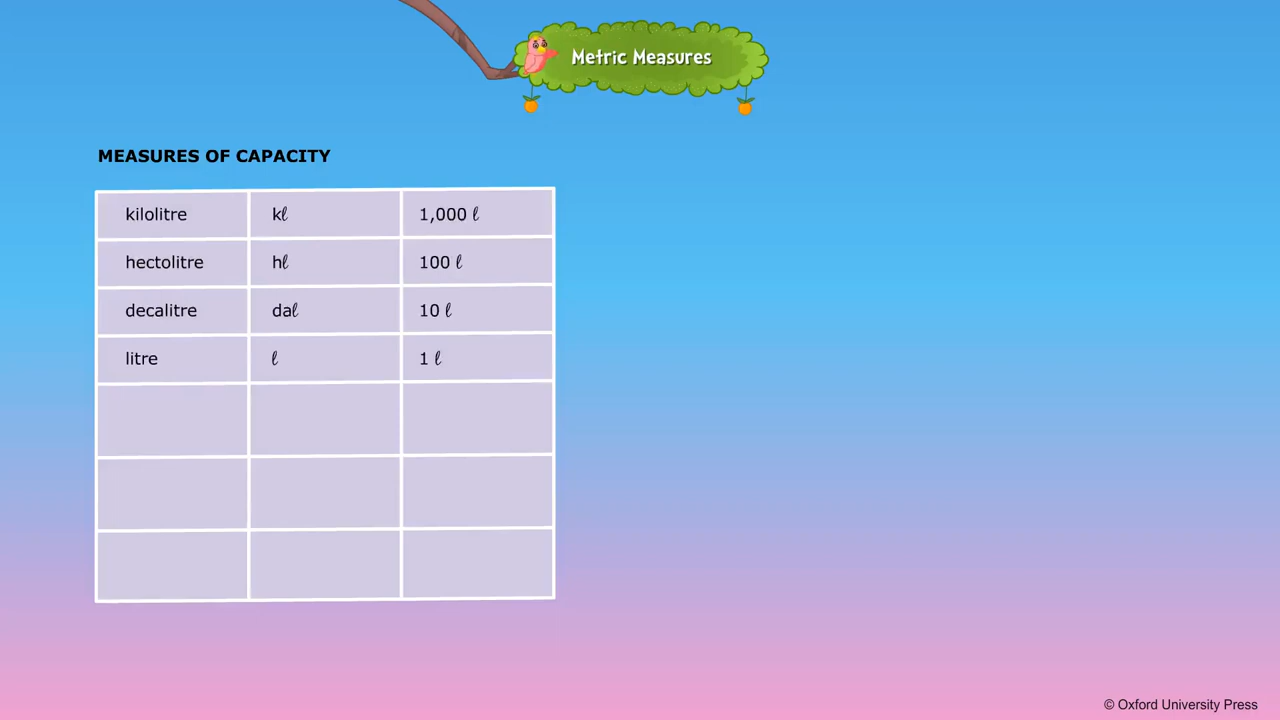 Metric Measures
MEASURES OF CAPACITY
kilolitre kℓ 1,000 ℓ
hectolitre hℓ 100 ℓ
decalitre daℓ 10 ℓ
litre ℓ 1 ℓ
© Oxford University Press